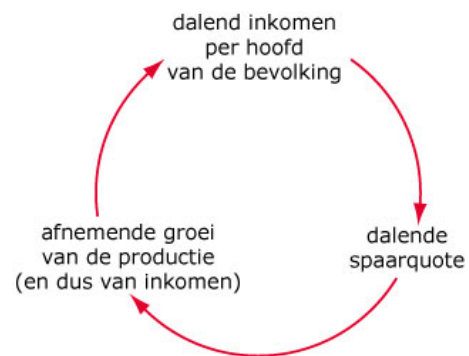 dalend inkomen
per hoofd
van de bevolking
dalende
spaarquote
afnemende groei
van de productie
(en dus van inkomen)